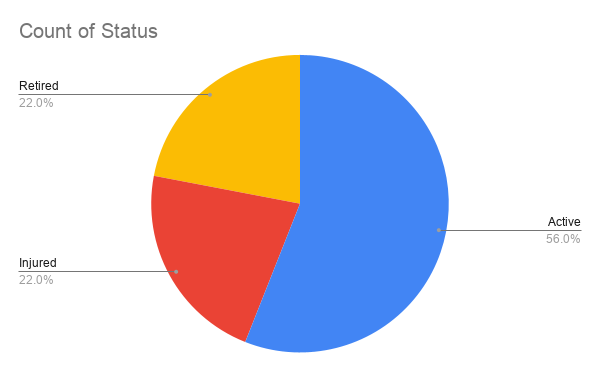 Count of Status
Retired
22.0%
Active
56.0%
Injured
22.0%